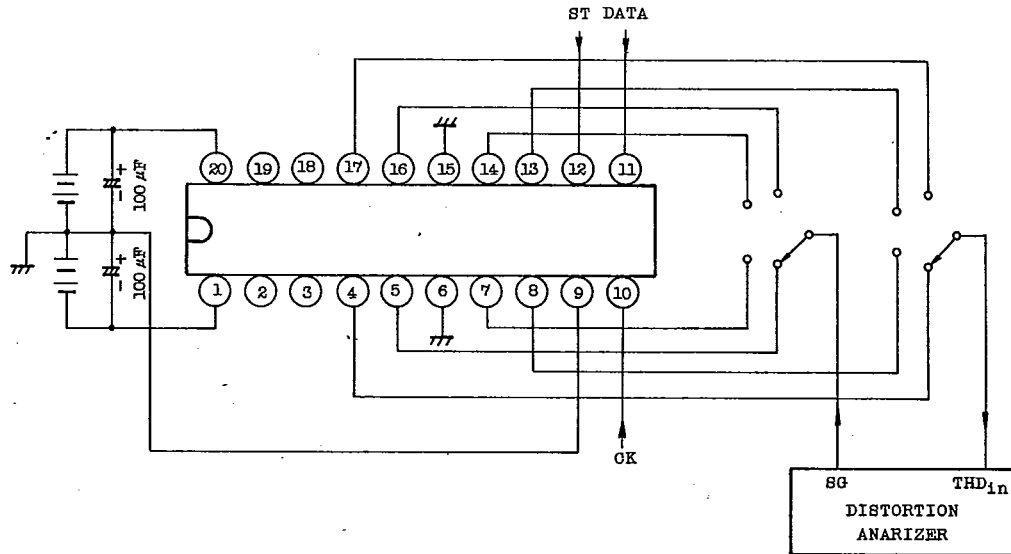 ST DATA
20 19 18 17 16 15 14 13 12 11
+
-
100 µF
+
-
100 µF
1 2 3 4 5 6 7 8 9 10
CK
SG THDin
DISTORTION
ANARIZER